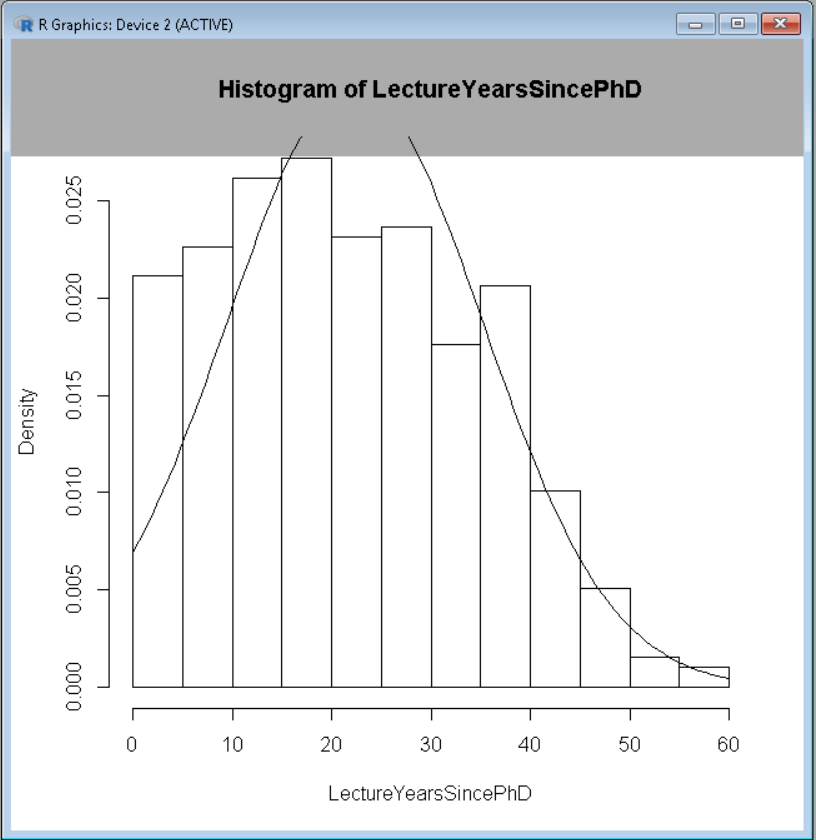 R Graphics: Device 2 (ACTIVE)
Histogram of LectureYearsSincePhD
0.025
0.020
0.015
0.010
0.005
0.000
Density
0 10 20 30 40 50 60
LectureYearsSincePhD